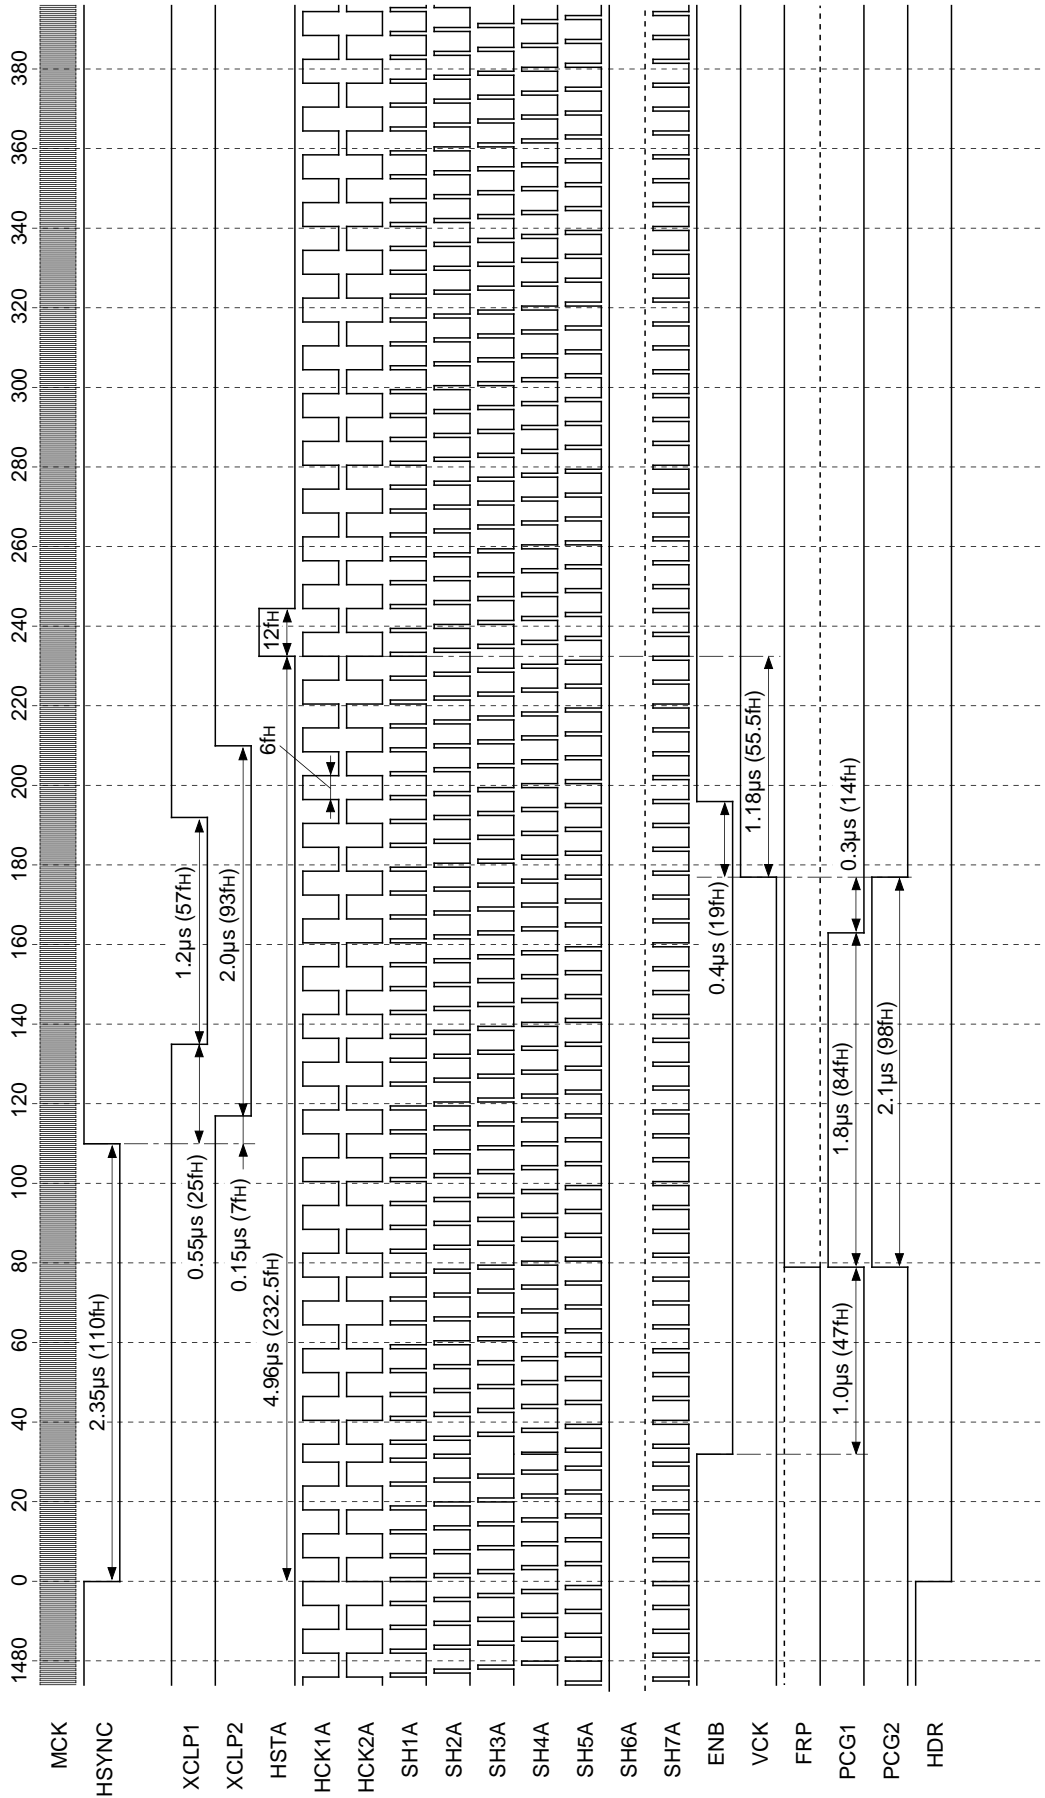 MCK
HSYNC
XCLP1
XCLP2
HSTA
HCK1A
HCK2A
SH1A
SH2A
SH3A
SH4A
SH5A
SH6A
SH7A
ENB
VCK
FRP
PCG1
PCG2
HDR
1480
0
20
40
60
80
100
120
140
160
180
200
220
240
260
280
300
320
340
360
380
2.35µs (110fH)
0.55µs (25fH)
1.2µs (57fH)
0.15µs (7fH)
2.0µs (93fH)
4.96µs (232.5fH)
12fH
6fH
0.4µs (19fH)
1.18µs (55.5fH)
1.0µs (47fH)
1.8µs (84fH)
0.3µs (14fH)
2.1µs (98fH)